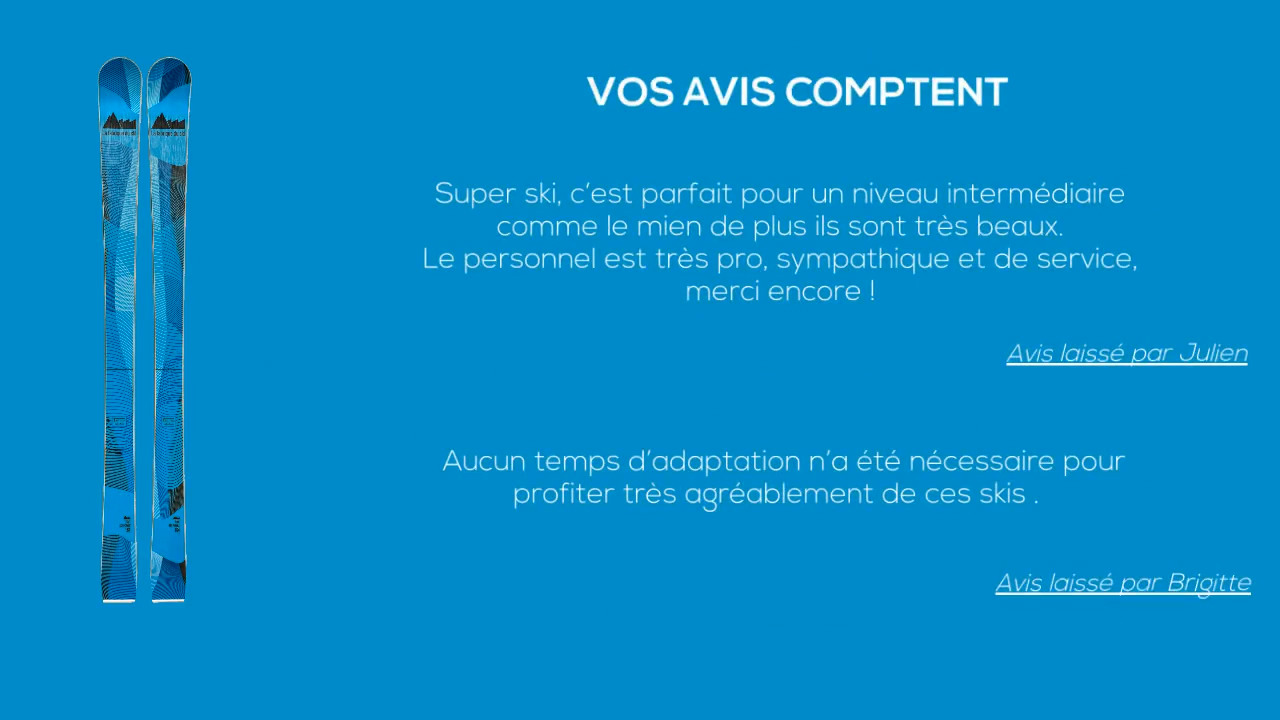 VOS AVIS COMPTENT
Super ski, c'est parfait pour un niveau intermédiaire
comme le mien de plus ils sont très beaux.
Le personnel est très pro, sympathique et de service,
merci encore !
Avis laissé par Julien
Aucun temps d'adaptation n'a été nécessaire pour
profiter très agréablement de ces skis .
Avis laissé par Brigitte